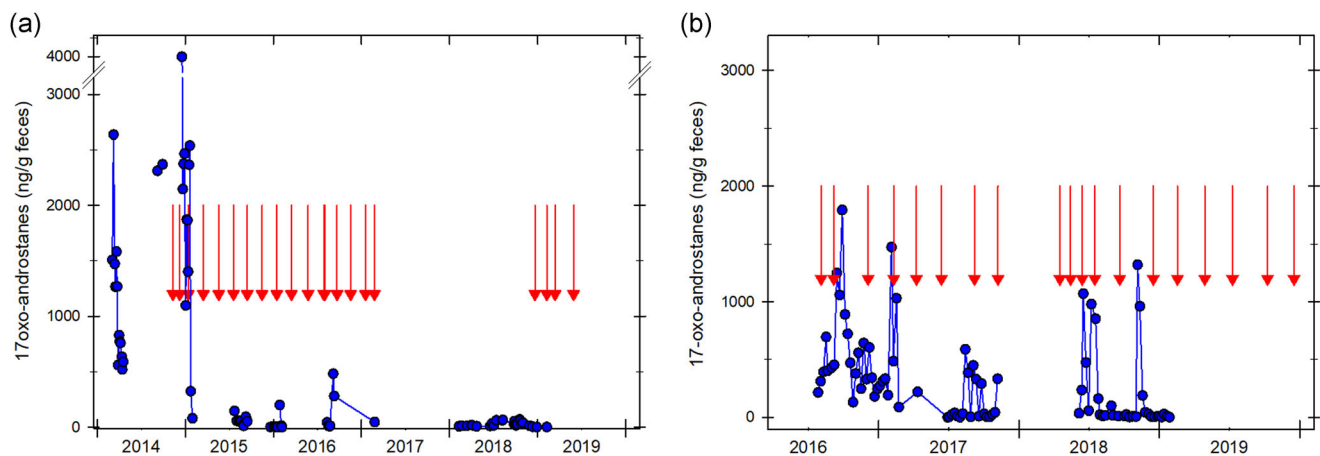 (a)
17oxo-androstanes (ng/g feces)
4000
3000
2000
1000
0
2014 2015 2016 2017 2018 2019
(b)
17-oxo-androstanes (ng/g feces)
3000
2000
1000
0
2016 2017 2018 2019